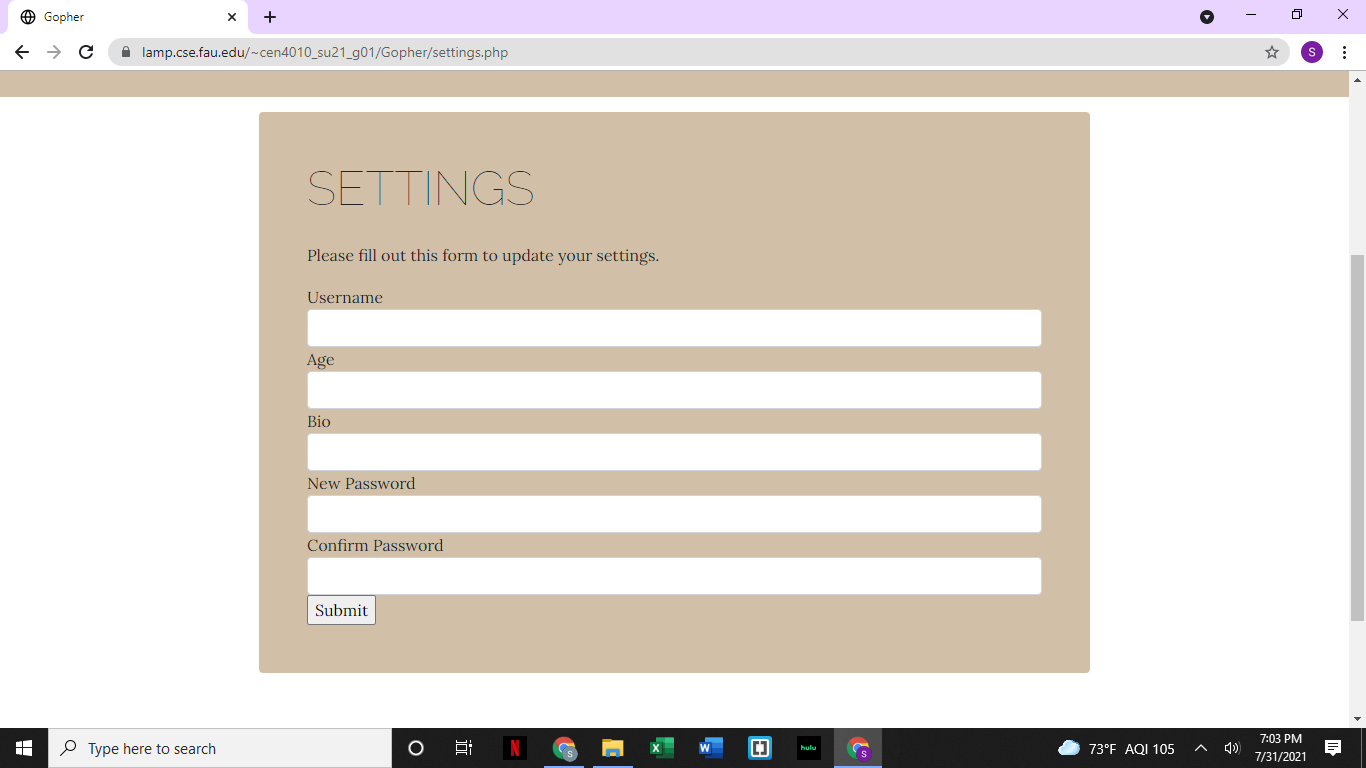 Gopher
lamp.cse.fau.edu/~cen4010_su21_g01/Gopher/settings.php
S
SETTINGS
Please fill out this form to update your settings.
Username
Age
Bio
New Password
Confirm Password
Submit
Type here to search
N
S
X
W
hulu
S
73°F AQI 105
7:03 PM
7/31/2021